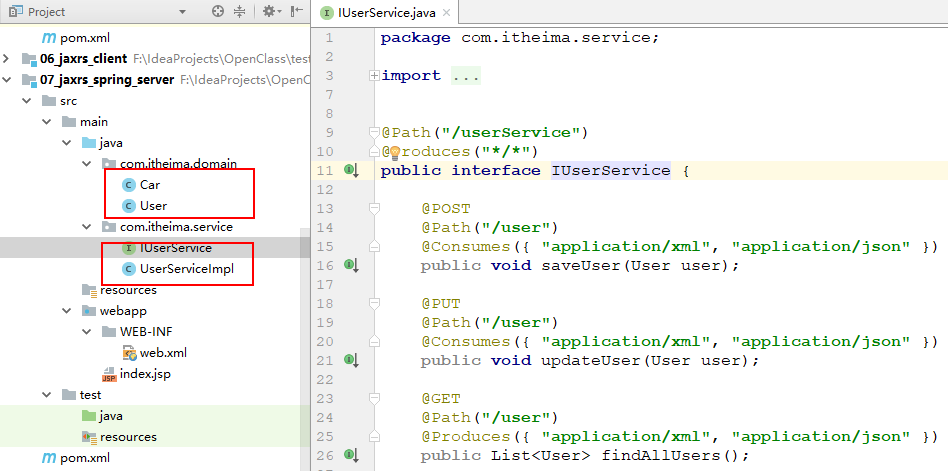 Project
pom.xml
06_jaxrs_client F:\IdeaProjects\OpenClass\test
07_jaxrs_spring_server F:\IdeaProjects\OpenC
src
main
java
com.itheima.domain
Car
User
com.itheima.service
IUserService
UserServiceImpl
resources
webapp
WEB-INF
web.xml
index.jsp
test
java
resources
pom.xml
IUserService.java
1 package com.itheima.service;
2
3 import ...
7
8
9 @Path("/userService")
10 @Produces("*/*")
11 public interface IUserService {
12
13 @POST
14 @Path("/user")
15 @Consumes({ "application/xml", "application/json" })
16 public void saveUser(User user);
17
18 @PUT
19 @Path("/user")
20 @Consumes({ "application/xml", "application/json" })
21 public void updateUser(User user);
22
23 @GET
24 @Path("/user")
25 @Produces({ "application/xml", "application/json" })
26 public List<User> findAllUsers();